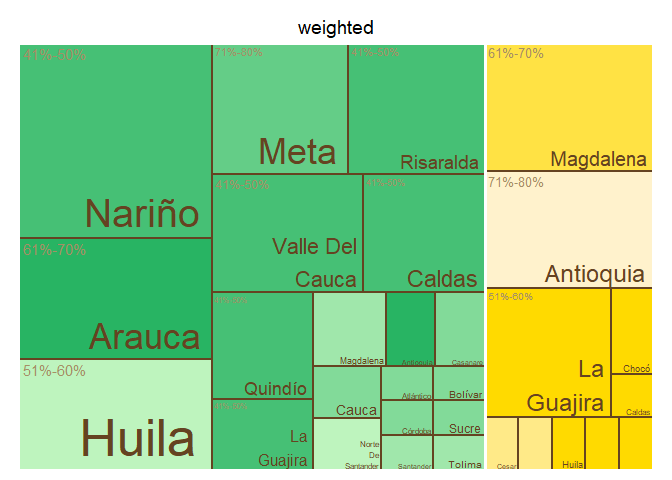 weighted
41%-50%
Nariño
61%-70%
Arauca
51%-60%
Huila
71%-80%
Meta
Risaralda
Valle Del
Cauca
Caldas
Quindío
La
Guajira
Magdalena
Antioquia
Casanare
Cauca
Atlántico
Bolívar
Norte
De
Santander
Córdoba
Sucre
Santander
Tolima
61%-70%
Magdalena
71%-80%
Antioquia
51%-60%
La
Guajira
Chocó
Caldas
Cesar
Huila